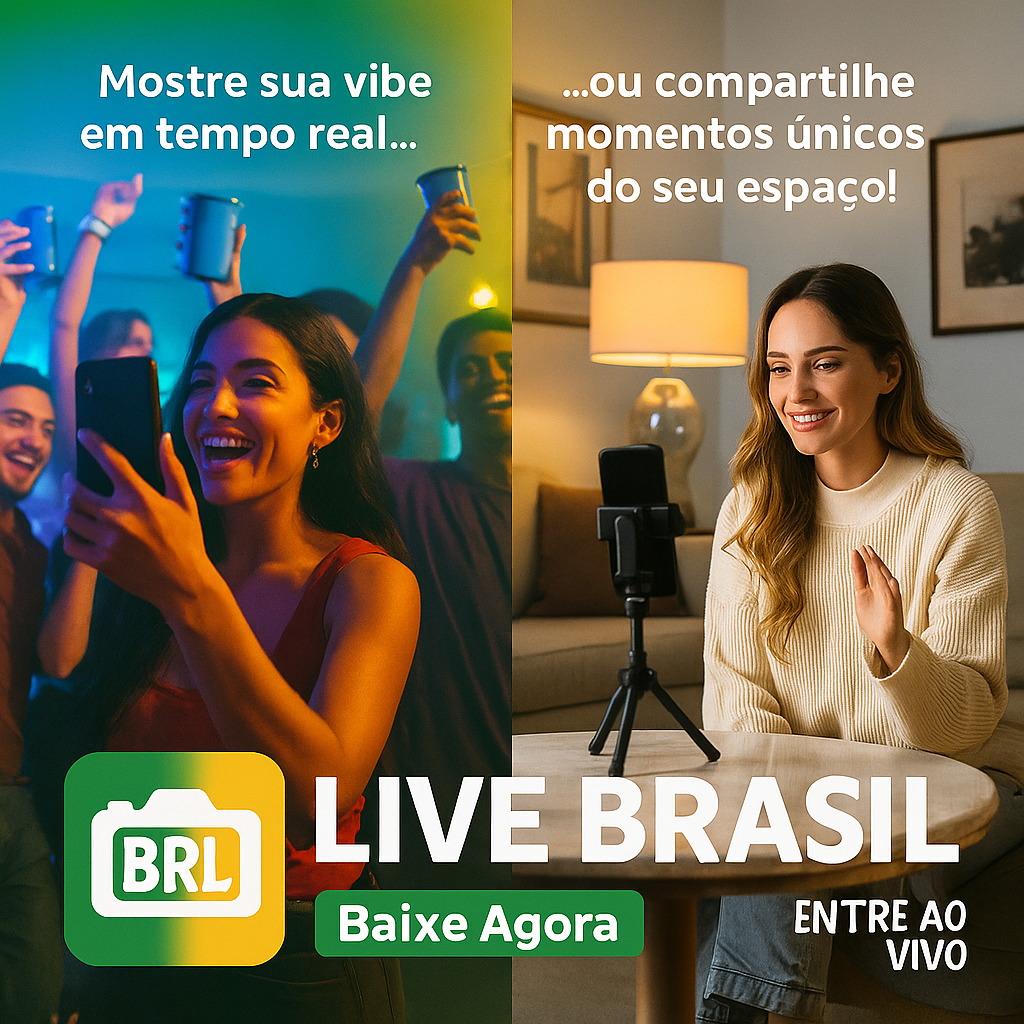 Mostre sua vibe
em tempo real...
...ou compartilhe
momentos únicos
do seu espaço!
BRL
LIVE BRASIL
Baixe Agora
ENTRE AO
VIVO